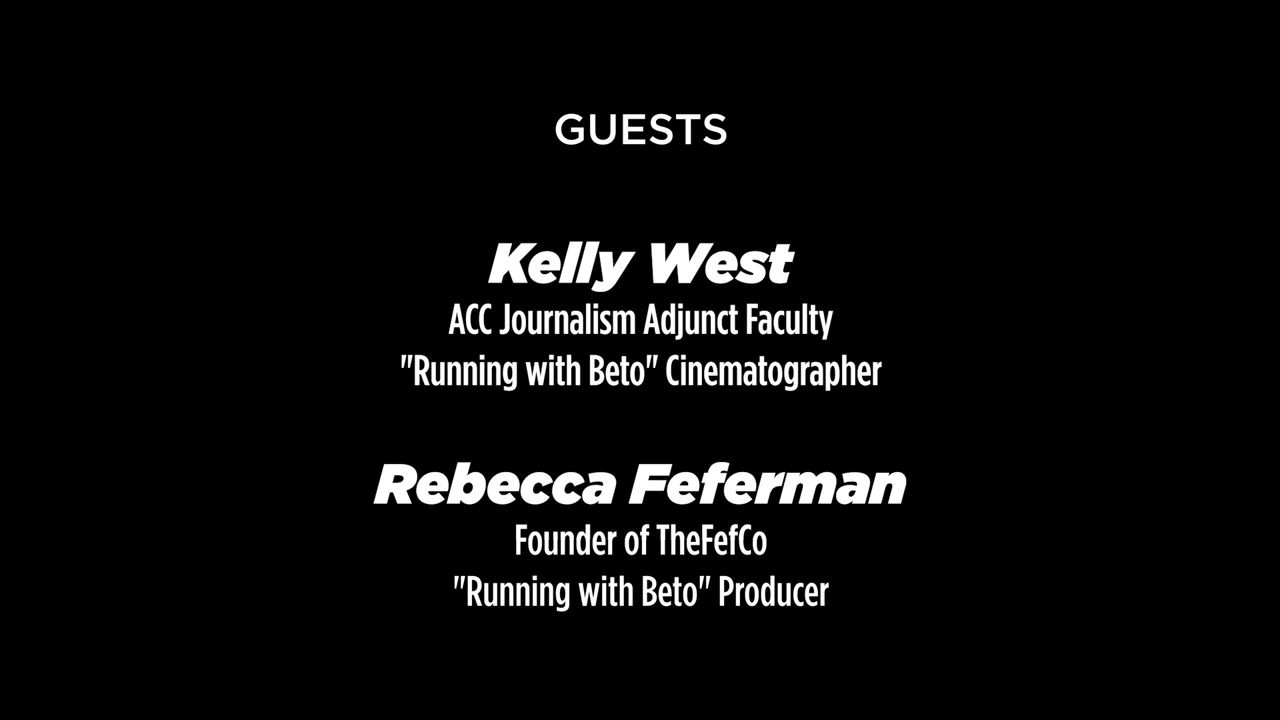 GUESTS
Kelly West
ACC Journalism Adjunct Faculty
"Running with Beto" Cinematographer
Rebecca Feferman
Founder of TheFefCo
"Running with Beto" Producer